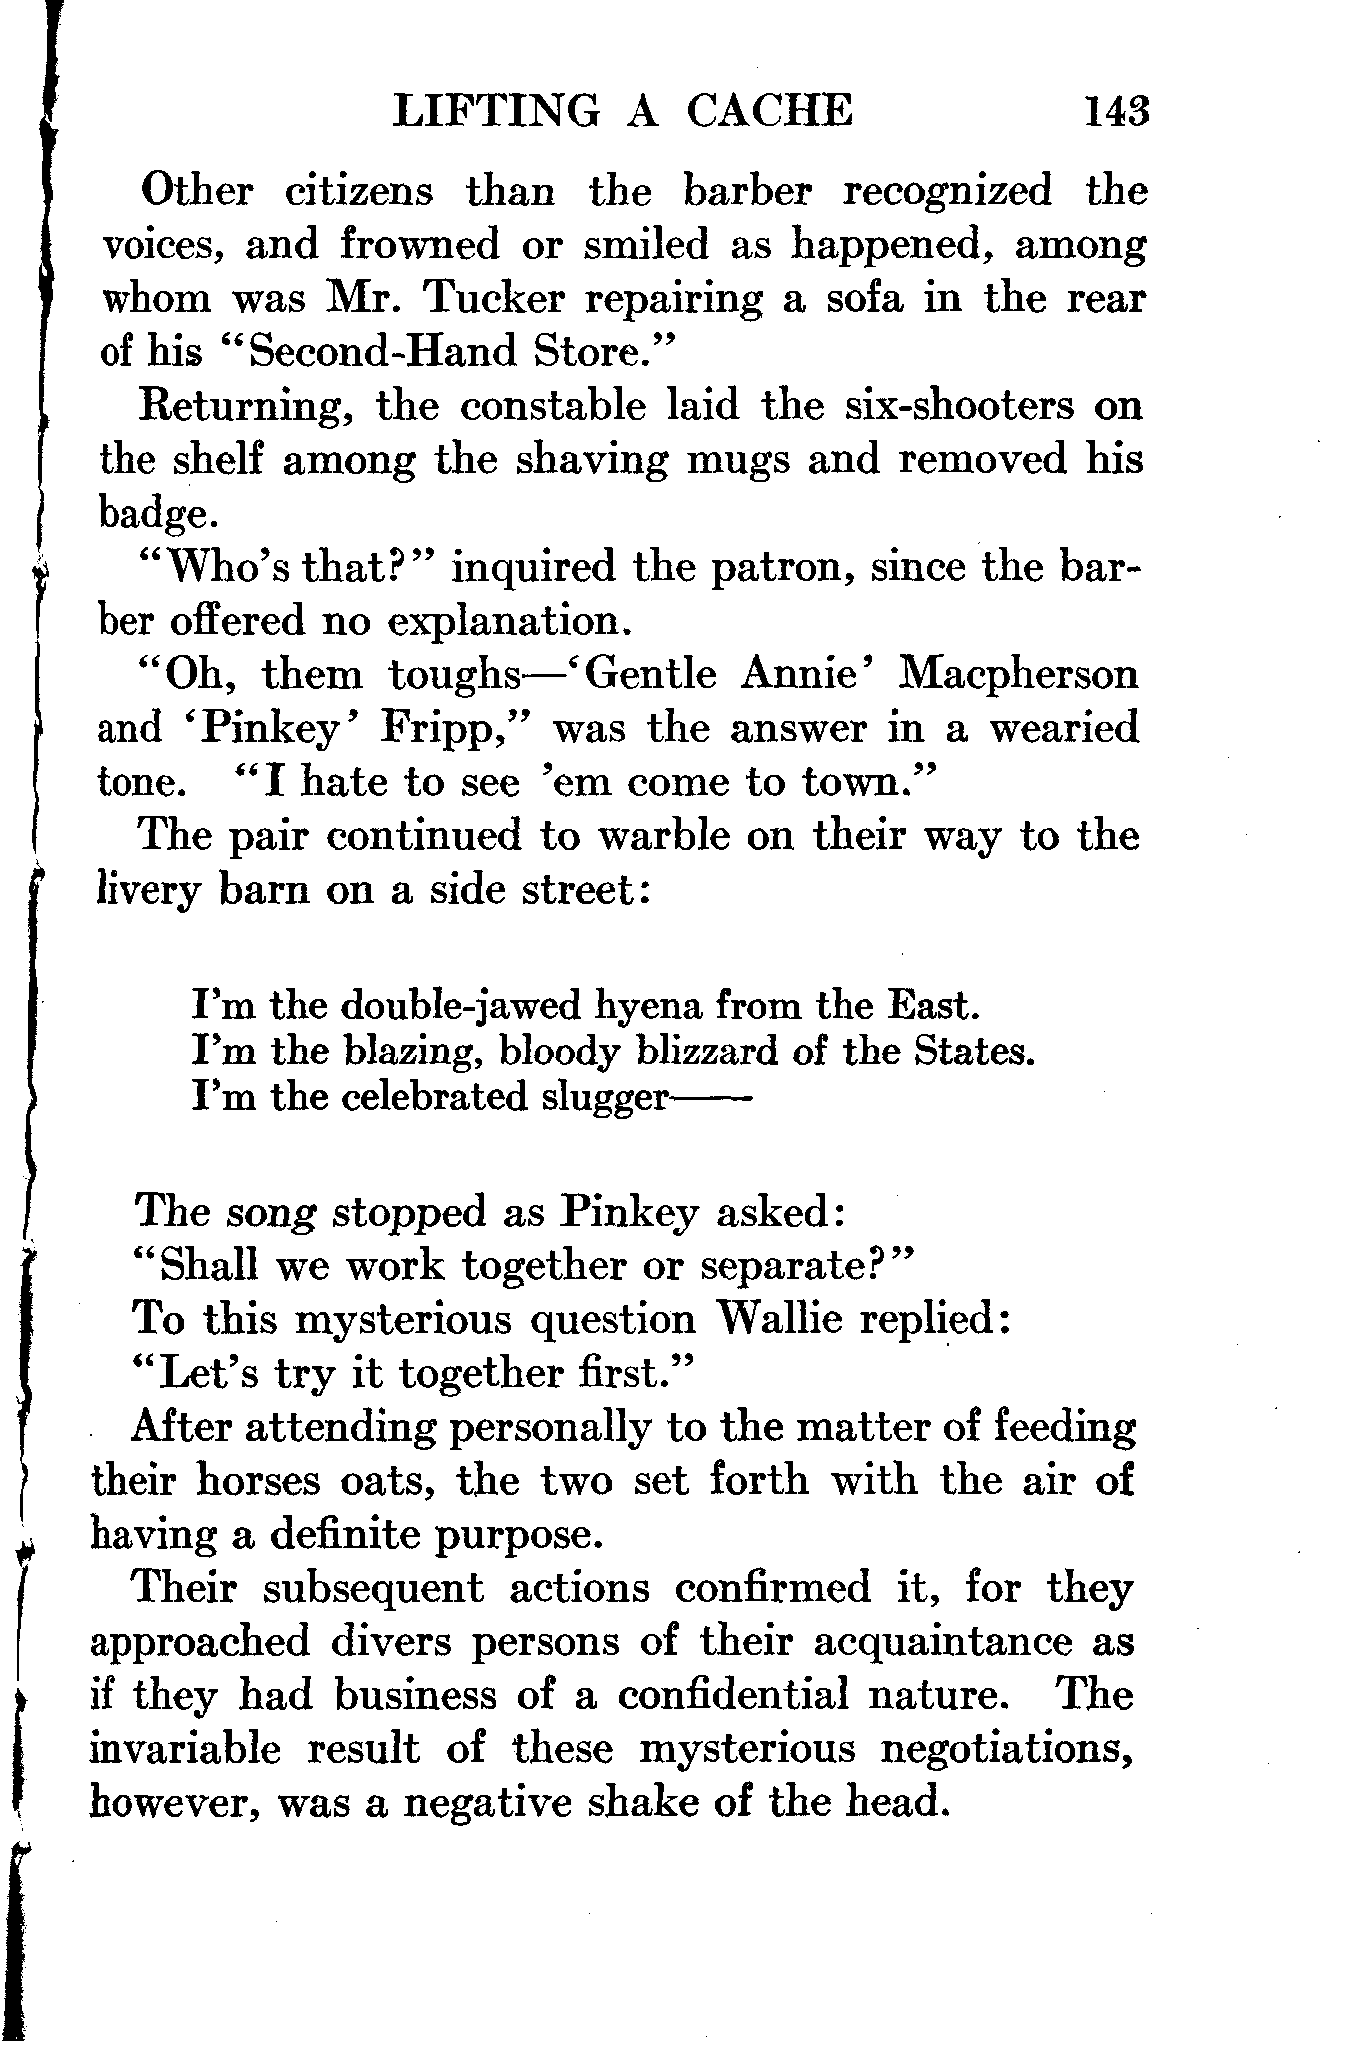 LIFTING A CACHE 143
Other citizens than the barber recognized the
voices, and frowned or smiled as happened, among
whom was Mr. Tucker repairing a sofa in the rear
of his “Second-Hand Store.”
Returning, the constable laid the six-shooters on
the shelf among the shaving mugs and removed his
badge.
“Who’s that?” inquired the patron, since the bar-
ber offered no explanation.
“Oh, them toughs—‘Gentle Annie’ Macpherson
and ‘Pinkey’ Fripp,” was the answer in a wearied
tone. “I hate to see ’em come to town.”
The pair continued to warble on their way to the
livery barn on a side street:
I’m the double-jawed hyena from the East.
I’m the blazing, bloody blizzard of the States.
I’m the celebrated slugger——
The song stopped as Pinkey asked:
“Shall we work together or separate?”
To this mysterious question Wallie replied:
“Let’s try it together first.”
After attending personally to the matter of feeding
their horses oats, the two set forth with the air of
having a definite purpose.
Their subsequent actions confirmed it, for they
approached divers persons of their acquaintance as
if they had business of a confidential nature. The
invariable result of these mysterious negotiations,
however, was a negative shake of the head.